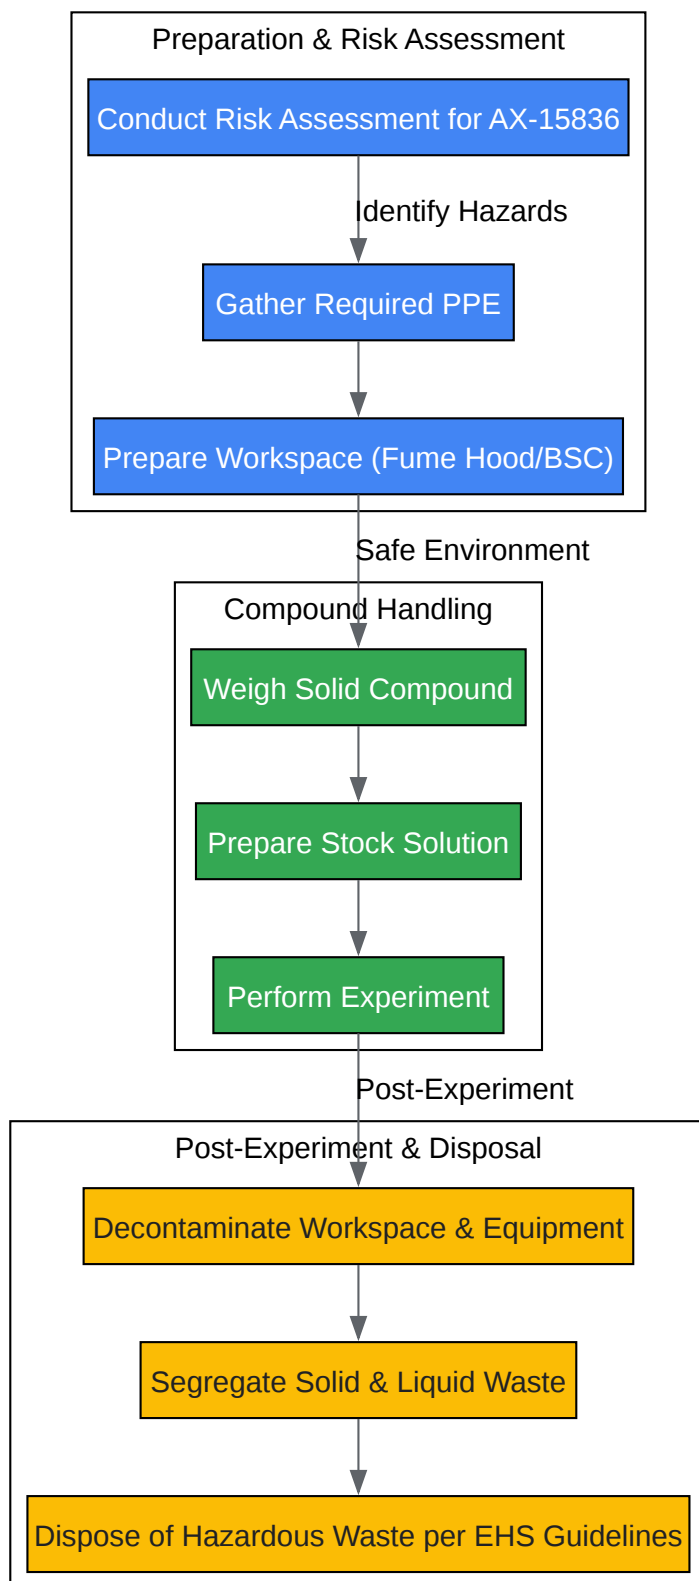 Preparation & Risk Assessment
Conduct Risk Assessment for AX-15836
Identify Hazards
Gather Required PPE
Prepare Workspace (Fume Hood/BSC)
Safe Environment
Compound Handling
Weigh Solid Compound
Prepare Stock Solution
Perform Experiment
Post-Experiment
Post-Experiment & Disposal
Decontaminate Workspace & Equipment
Segregate Solid & Liquid Waste
Dispose of Hazardous Waste per EHS Guidelines